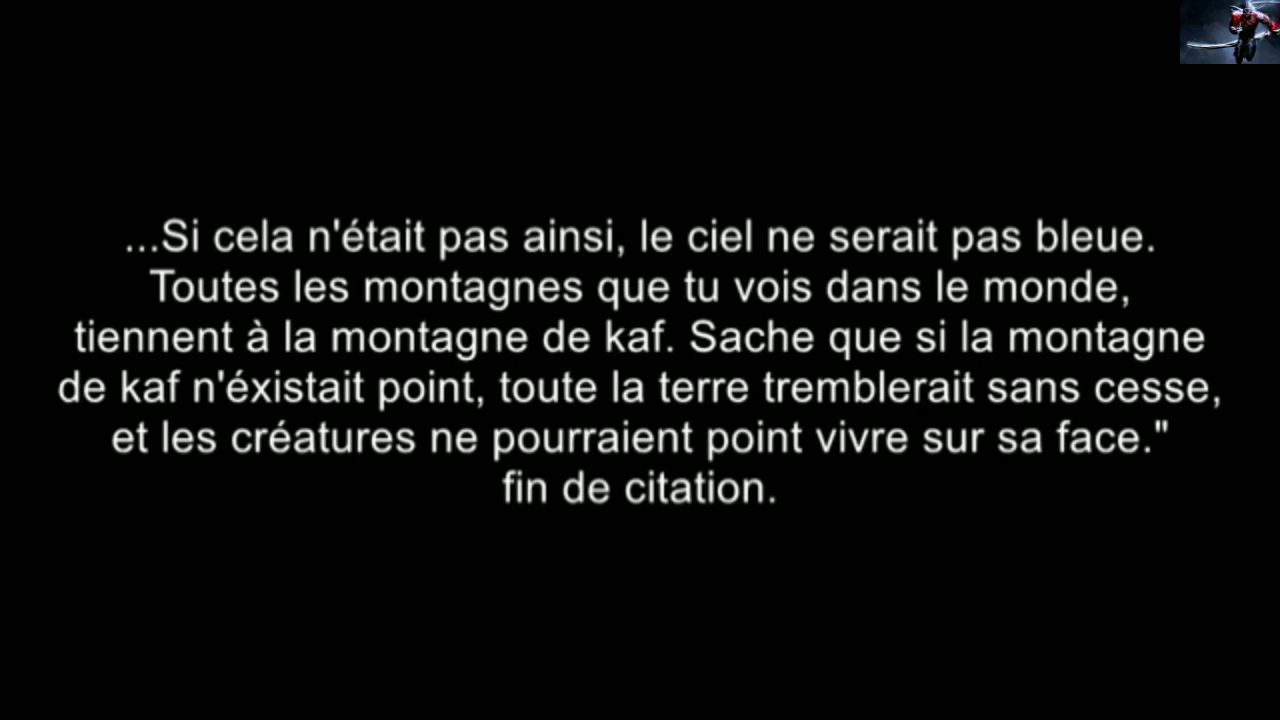 ...Si cela n'était pas ainsi, le ciel ne serait pas bleue.
Toutes les montagnes que tu vois dans le monde,
tiennent à la montagne de kaf. Sache que si la montagne
de kaf n'éxistait point, toute la terre tremblerait sans cesse,
et les créatures ne pourraient point vivre sur sa face."
fin de citation.